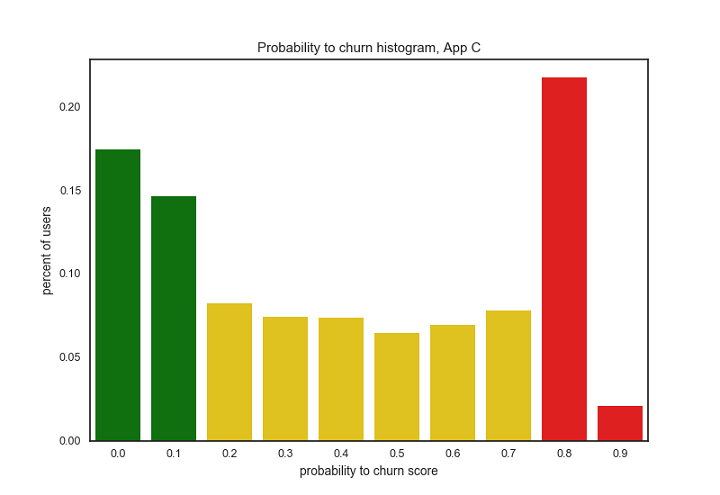 Probability to churn histogram, App C
percent of users
0.20
0.15
0.10
0.05
0.00
0.0 0.1 0.2 0.3 0.4 0.5 0.6 0.7 0.8 0.9
probability to churn score